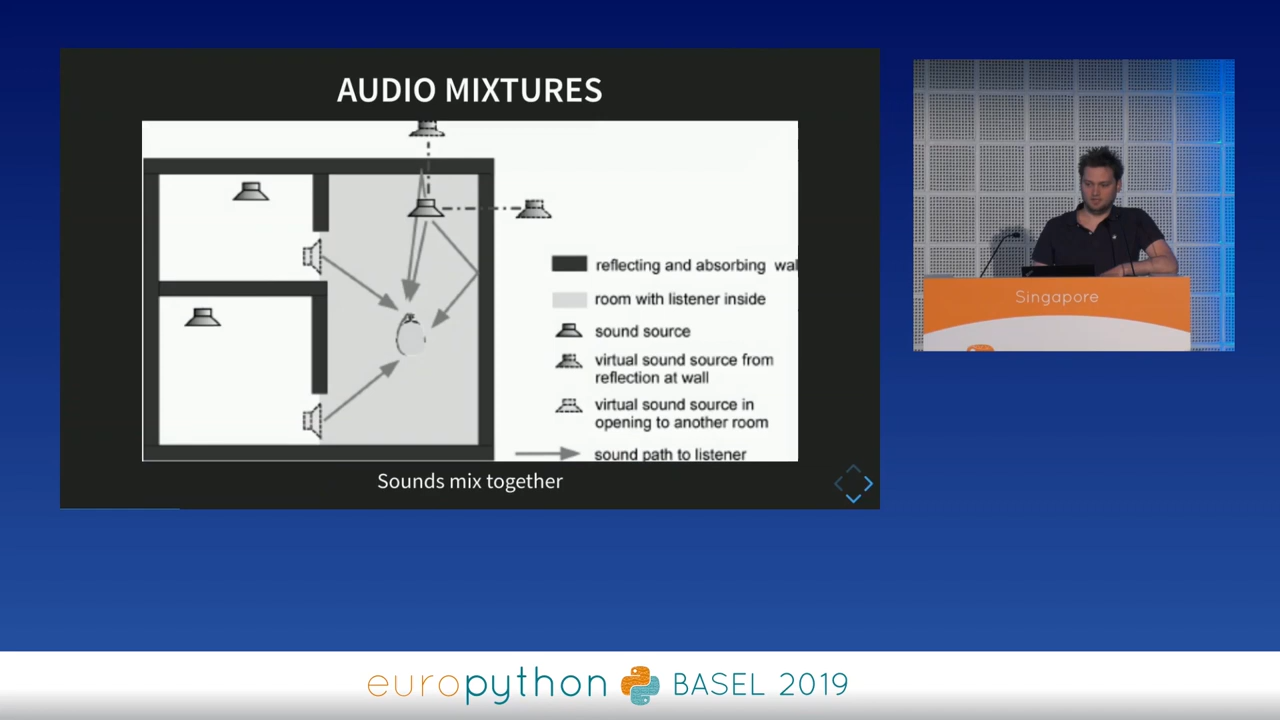 AUDIO MIXTURES
reflecting and absorbing wal
room with listener inside
sound source
virtual sound source from
reflection at wall
virtual sound source in
opening to another room
sound path to listener
Sounds mix together
Singapore
europython BASEL 2019